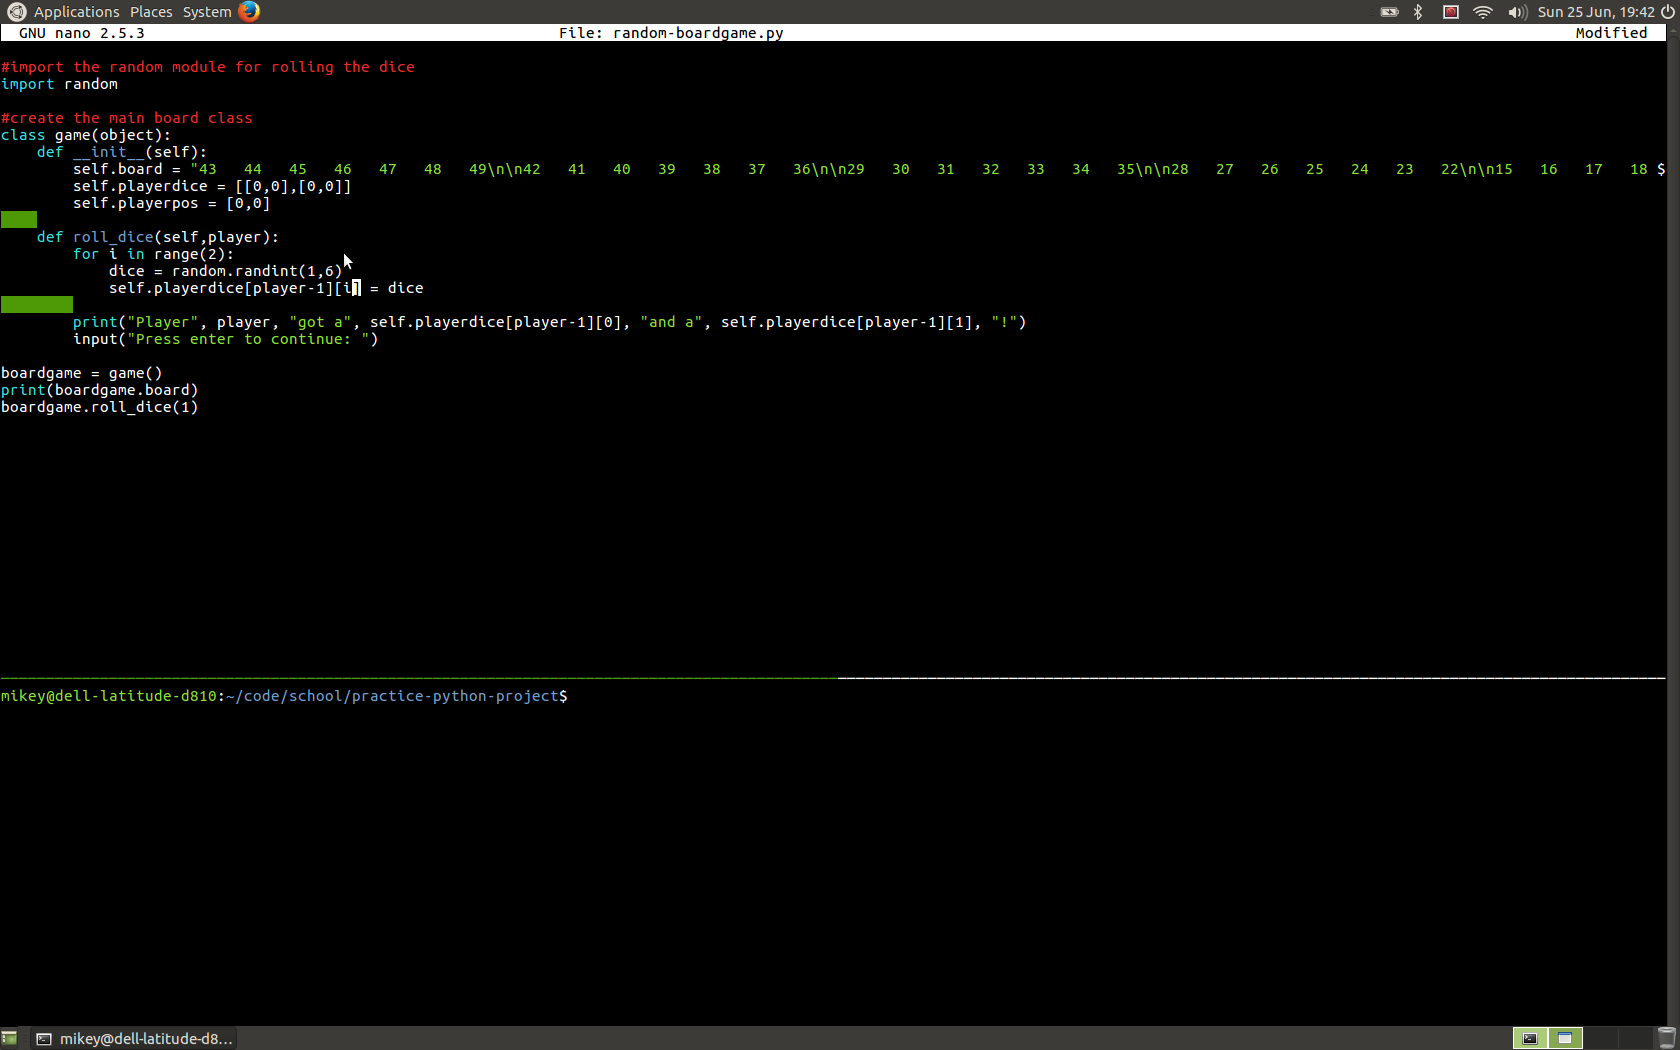 Applications Places System Sun 25 Jun, 19:42
GNU nano 2.5.3 File: random-boardgame.py Modified
#import the random module for rolling the dice
import random
#create the main board class
class game(object):
    def __init__(self):
        self.board = "43   44   45   46   47   48   49\n\n42   41   40   39   38   37   36\n\n29   30   31   32   33   34   35\n\n28   27   26   25   24   23   22\n\n15   16   17   18 $
        self.playerdice = [[0,0],[0,0]]
        self.playerpos = [0,0]
    def roll_dice(self,player):
        for i in range(2):
            dice = random.randint(1,6)
            self.playerdice[player-1][i] = dice
        print("Player", player, "got a", self.playerdice[player-1][0], "and a", self.playerdice[player-1][1], "!")
        input("Press enter to continue: ")
boardgame = game()
print(boardgame.board)
boardgame.roll_dice(1)
mikey@dell-latitude-d810:~/code/school/practice-python-project$
mikey@dell-latitude-d8...